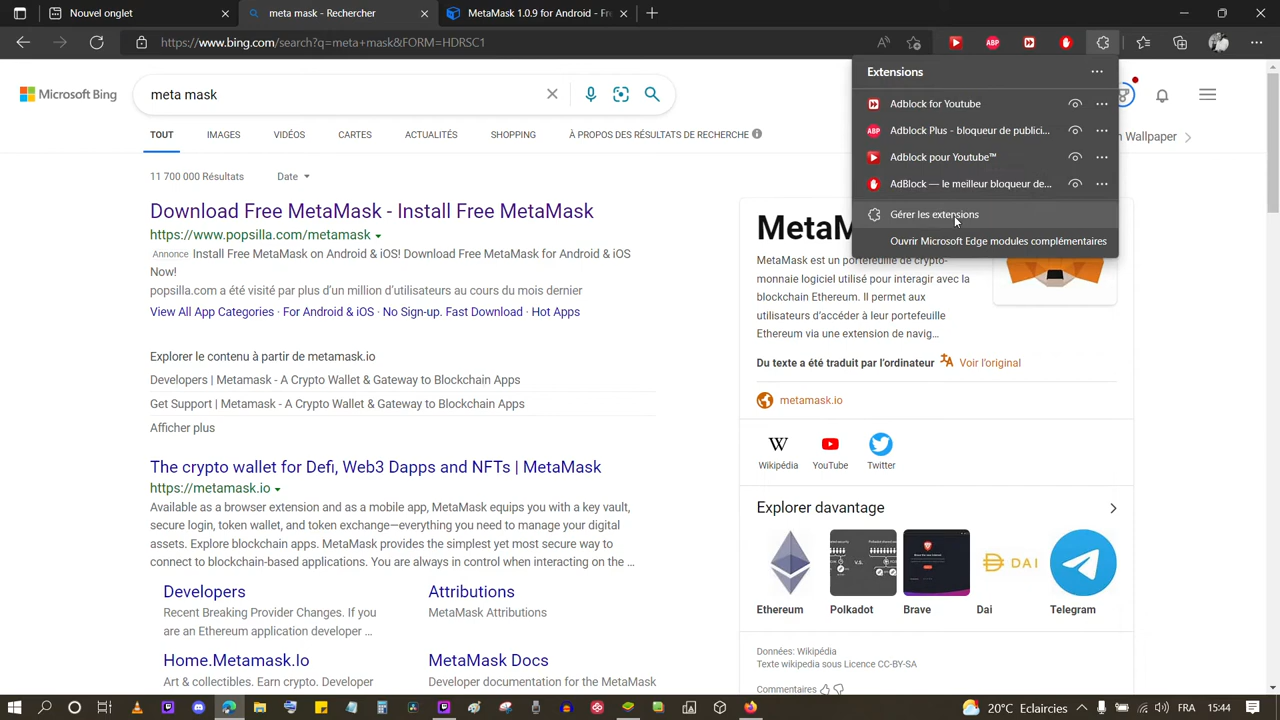 Nouvel onglet
meta mask - Rechercher
MetaMask 1.0.9 for Android - Fre
https://www.bing.com/search?q=meta+mask&FORM=HDRSC1
Microsoft Bing
meta mask
TOUT
IMAGES
VIDÉOS
CARTES
ACTUALITÉS
SHOPPING
À PROPOS DES RÉSULTATS DE RECHERCHE
Wallpaper
11 700 000 Résultats
Date
Extensions
Adblock for Youtube
Adblock Plus - bloqueur de publici...
Adblock pour Youtube™
AdBlock — le meilleur bloqueur de...
Gérer les extensions
Ouvrir Microsoft Edge modules complémentaires
Download Free MetaMask - Install Free MetaMask
https://www.popsilla.com/metamask
Annonce Install Free MetaMask on Android & iOS! Download Free MetaMask for Android & iOS
Now!
popsilla.com a été visité par plus d'un million d'utilisateurs au cours du mois dernier
View All App Categories · For Android & iOS · No Sign-up. Fast Download · Hot Apps
Explorer le contenu à partir de metamask.io
Developers | Metamask - A Crypto Wallet & Gateway to Blockchain Apps
Get Support | Metamask - A Crypto Wallet & Gateway to Blockchain Apps
Afficher plus
The crypto wallet for Defi, Web3 Dapps and NFTs | MetaMask
https://metamask.io
Available as a browser extension and as a mobile app, MetaMask equips you with a key vault,
secure login, token wallet, and token exchange—everything you need to manage your digital
assets. Explore blockchain apps. MetaMask provides the simplest yet most secure way to
connect to blockchain-based applications. You are always in control when interacting on the ...
Developers
Recent Breaking Provider Changes. If you
are an Ethereum application developer ...
Attributions
MetaMask Attributions
Home.Metamask.Io
Art & collectibles. Earn crypto. Developer
MetaMask Docs
Developer documentation for the MetaMask
MetaM
MetaMask est un portefeuille de crypto-
monnaie logiciel utilisé pour interagir avec la
blockchain Ethereum. Il permet aux
utilisateurs d'accéder à leur portefeuille
Ethereum via une extension de navig...
Du texte a été traduit par l'ordinateur
Voir l'original
metamask.io
Wikipédia
YouTube
Twitter
Explorer davantage
V.S.
DAI
Ethereum
Polkadot
Brave
Dai
Telegram
Données: Wikipédia
Texte wikipedia sous Licence CC-BY-SA
Commentaires
20°C Eclaircies
FRA
15:44